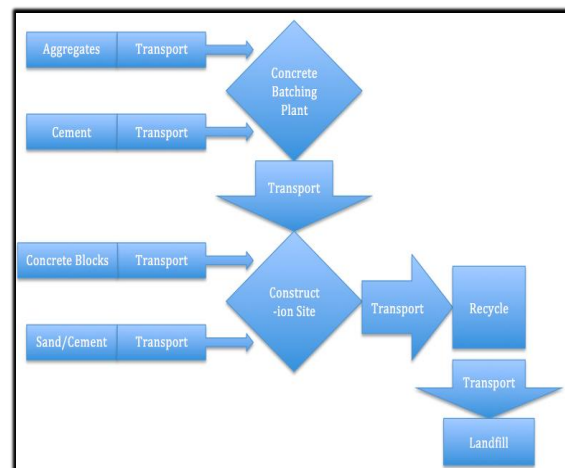 Aggregates Transport
Concrete
Batching
Plant
Cement Transport
Transport
Concrete Blocks Transport
Construct
-ion Site
Transport
Recycle
Sand/Cement Transport
Transport
Landfill